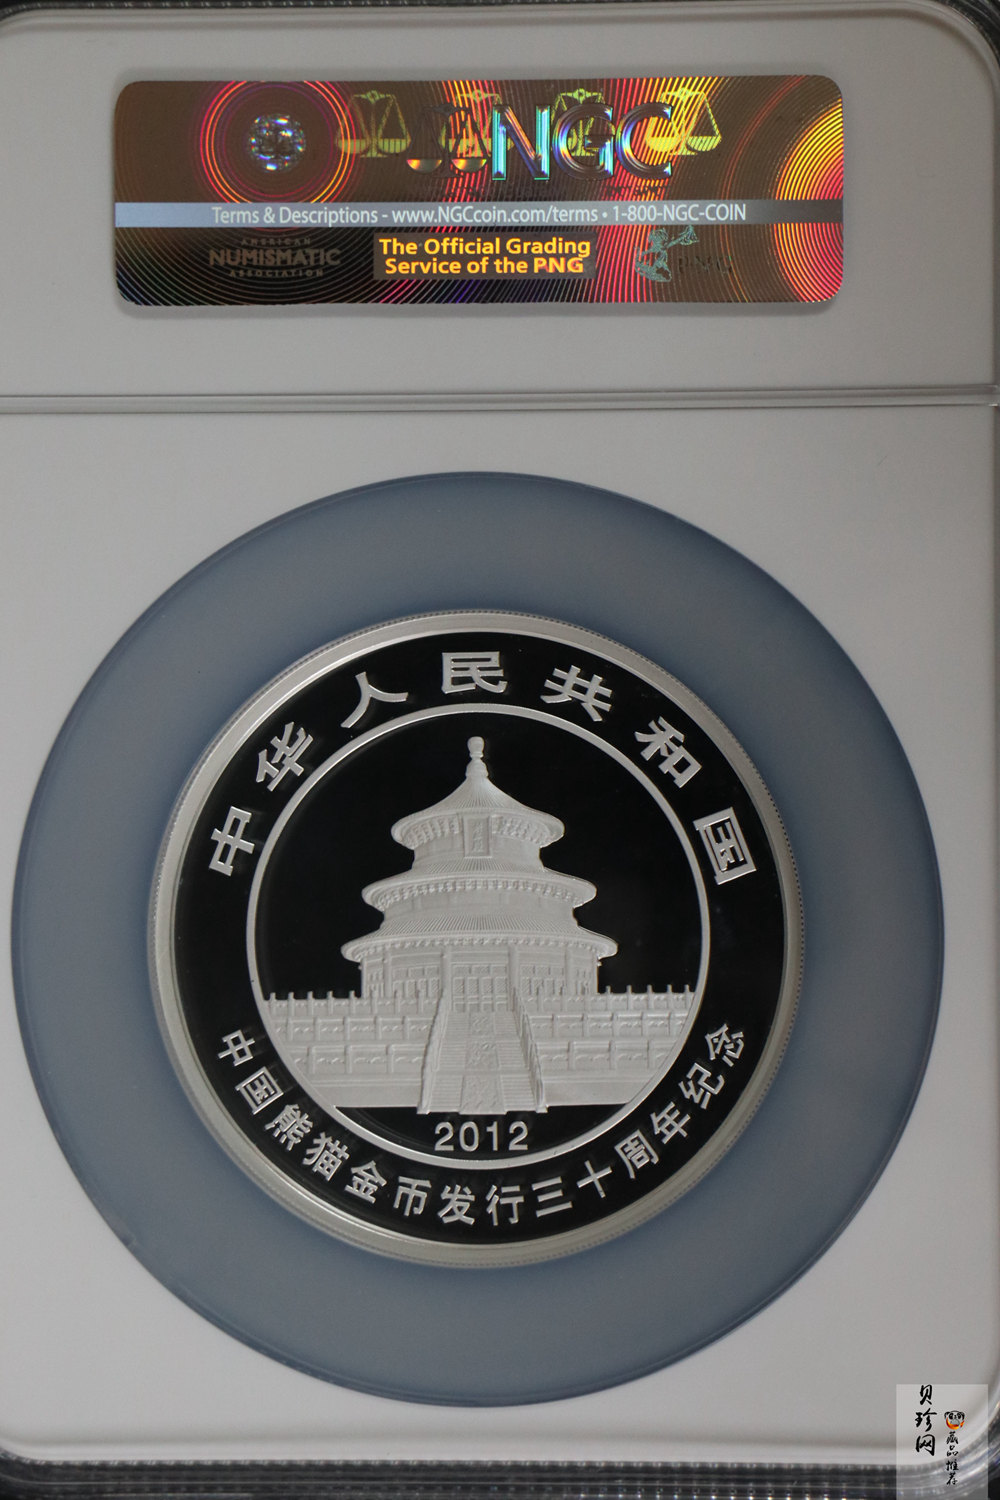 NGC
Terms & Descriptions - www.NGCcoin.com/terms • 1-800-NGC-COIN
AMERICAN
NUMISMATIC
ASSOCIATION
The Official Grading
Service of the PNG
PMG
中华人民共和国
2012
中国熊猫金币发行三十周年纪念
贝珍网
藏品推荐